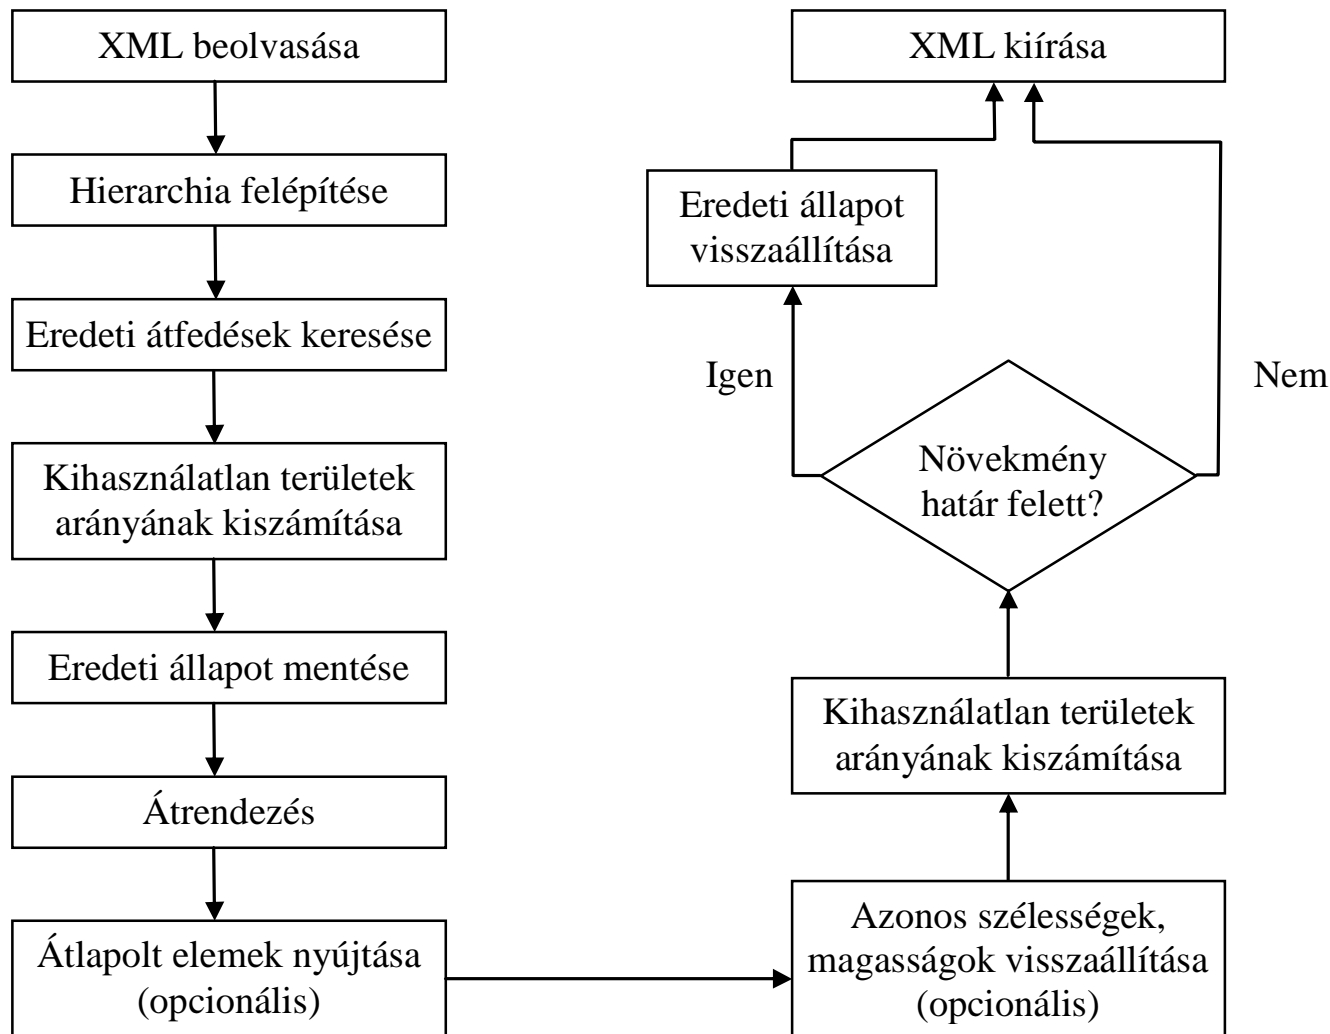 XML beolvasása
Hierarchia felépítése
Eredeti átfedések keresése
Kihasználatlan területek
arányának kiszámítása
Eredeti állapot mentése
Átrendezés
Átlapolt elemek nyújtása
(opcionális)
Azonos szélességek,
magasságok visszaállítása
(opcionális)
Kihasználatlan területek
arányának kiszámítása
Növekmény
határ felett?
Igen
Nem
Eredeti állapot
visszaállítása
XML kiírása